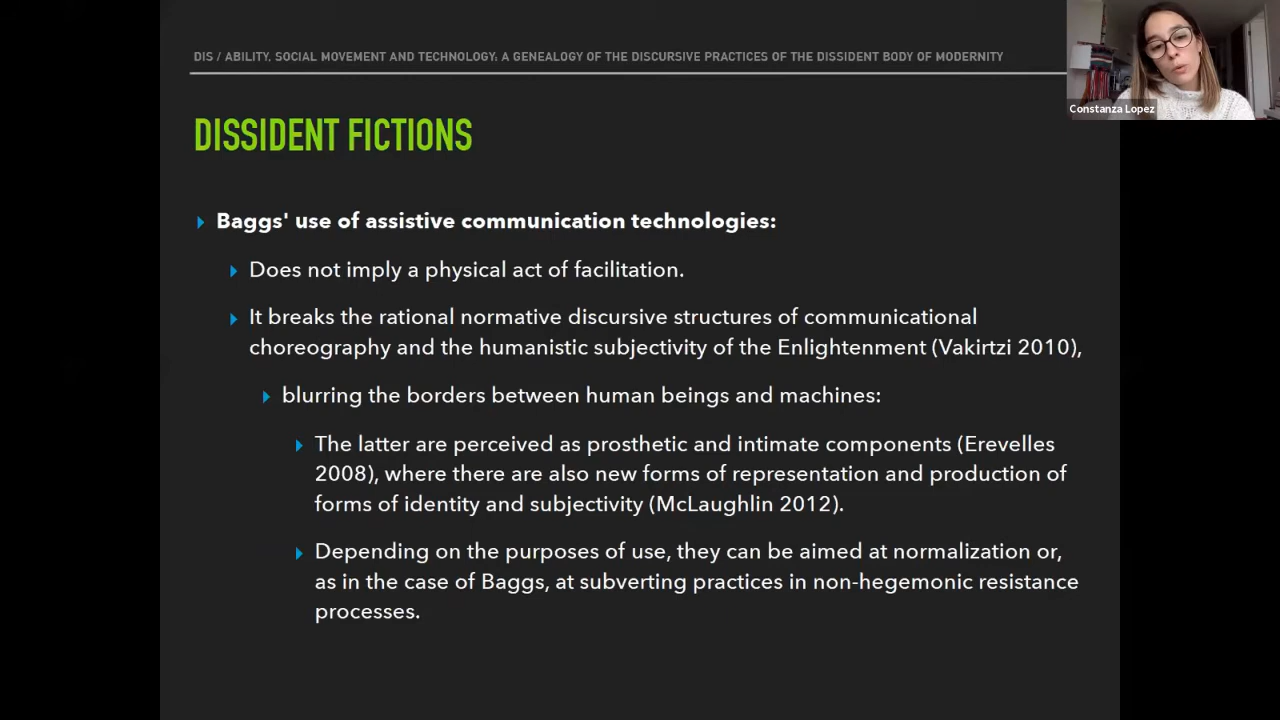 DIS / ABILITY, SOCIAL MOVEMENT AND TECHNOLOGY: A GENEALOGY OF THE DISCURSIVE PRACTICES OF THE DISSIDENT BODY OF MODERNITY
Constanza Lopez
DISSIDENT FICTIONS
Baggs' use of assistive communication technologies:
Does not imply a physical act of facilitation.
It breaks the rational normative discursive structures of communicational
choreography and the humanistic subjectivity of the Enlightenment (Vakirtzi 2010),
blurring the borders between human beings and machines:
The latter are perceived as prosthetic and intimate components (Erevelles
2008), where there are also new forms of representation and production of
forms of identity and subjectivity (McLaughlin 2012).
Depending on the purposes of use, they can be aimed at normalization or,
as in the case of Baggs, at subverting practices in non-hegemonic resistance
processes.